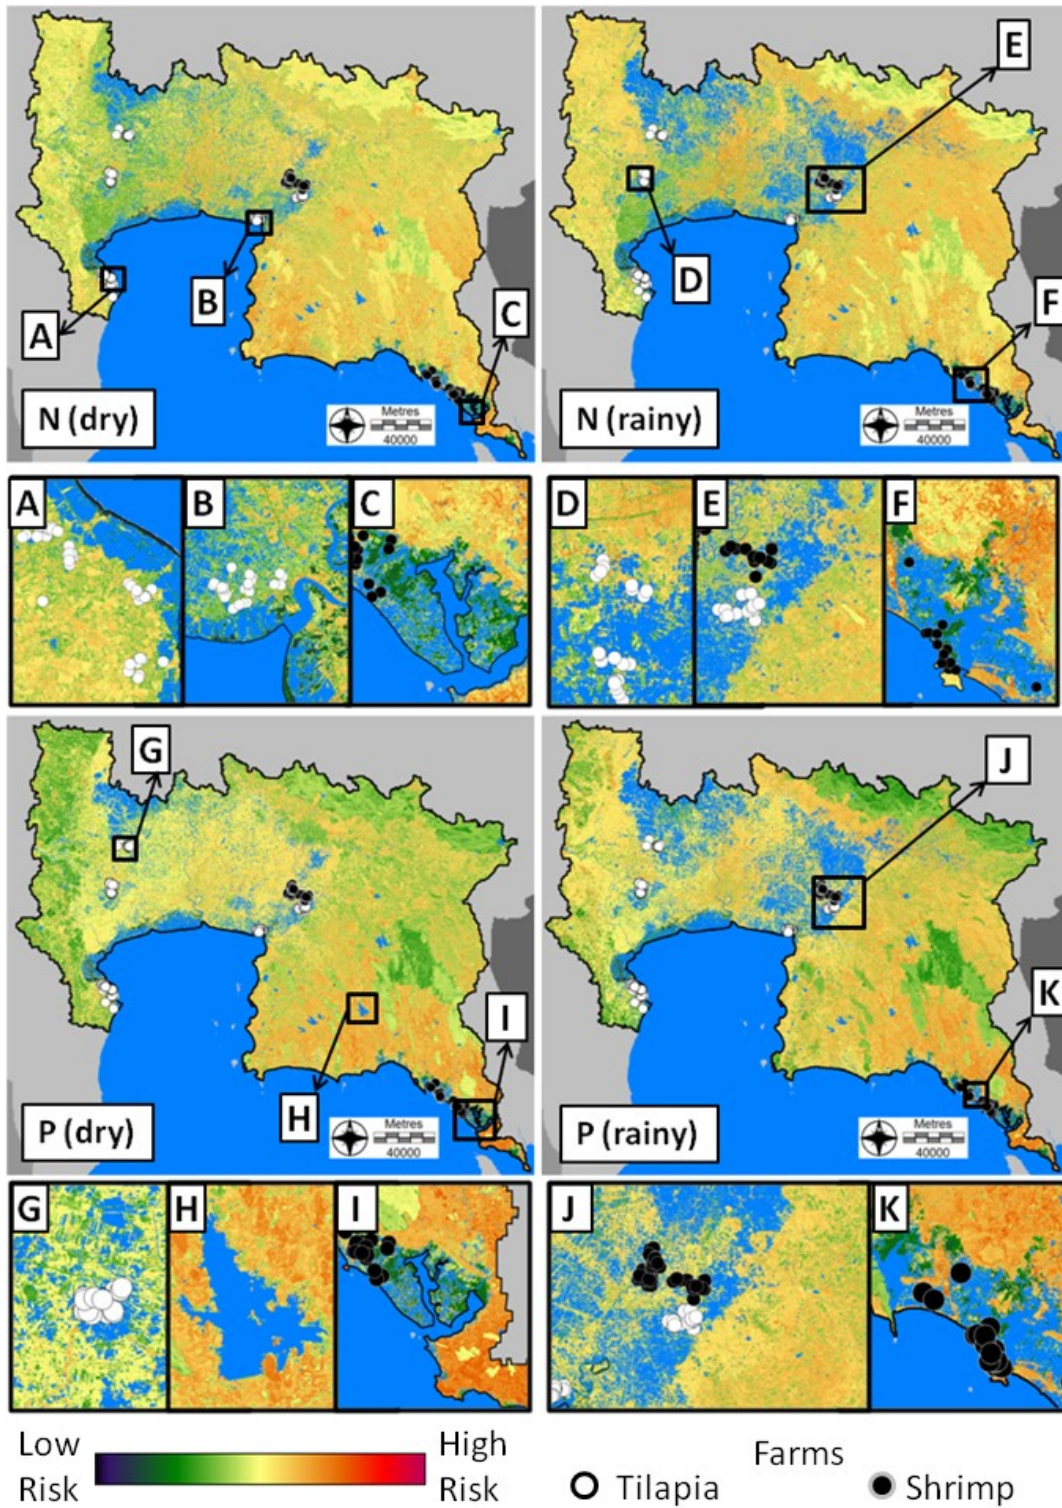 E
B
D
A
C
F
N (dry)
Metres
40000
N (rainy)
Metres
40000
A
B
C
D
E
F
G
J
I
K
H
P (dry)
Metres
40000
P (rainy)
Metres
40000
G
H
I
J
K
Low
Risk
High
Risk
Farms
Tilapia
Shrimp